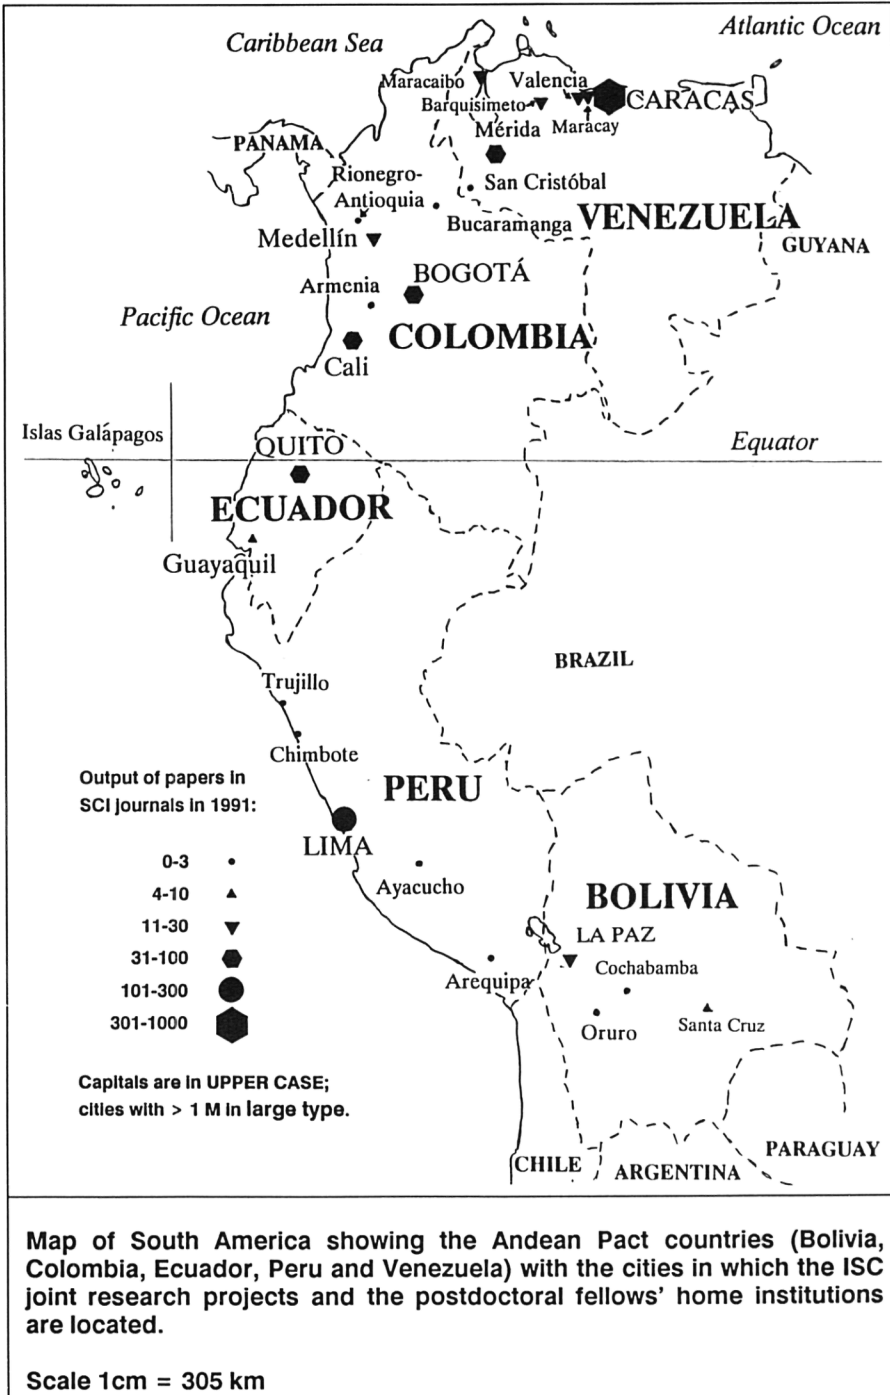 Caribbean Sea
Atlantic Ocean
Maracaibo
Valencia
Barquisimeto
CARACAS
Mérida
Maracay
PANAMA
Rionegro-
Antioquia
San Cristóbal
Bucaramanga
VENEZUELA
Medellín
GUYANA
BOGOTÁ
Armenia
Pacific Ocean
COLOMBIA
Cali
Islas Galápagos
QUITO
Equator
ECUADOR
Guayaquil
BRAZIL
Trujillo
Chimbote
PERU
Output of papers in
SCI journals in 1991:
LIMA
0-3
4-10
11-30
31-100
101-300
301-1000
Ayacucho
BOLIVIA
LA PAZ
Arequipa
Cochabamba
Oruro
Santa Cruz
Capitals are in UPPER CASE;
cities with > 1 M in large type.
CHILE
ARGENTINA
PARAGUAY
Map of South America showing the Andean Pact countries (Bolivia,
Colombia, Ecuador, Peru and Venezuela) with the cities in which the ISC
joint research projects and the postdoctoral fellows' home institutions
are located.
Scale 1cm = 305 km